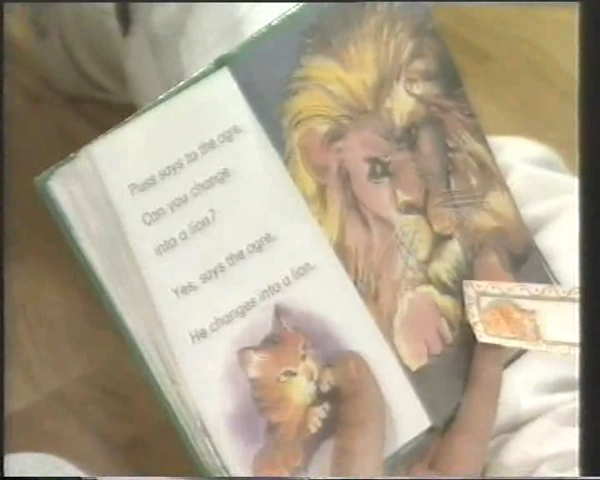 Puss says to the ogre,
Can you change
into a lion?
Yes, says the ogre.
He changes into a lion.